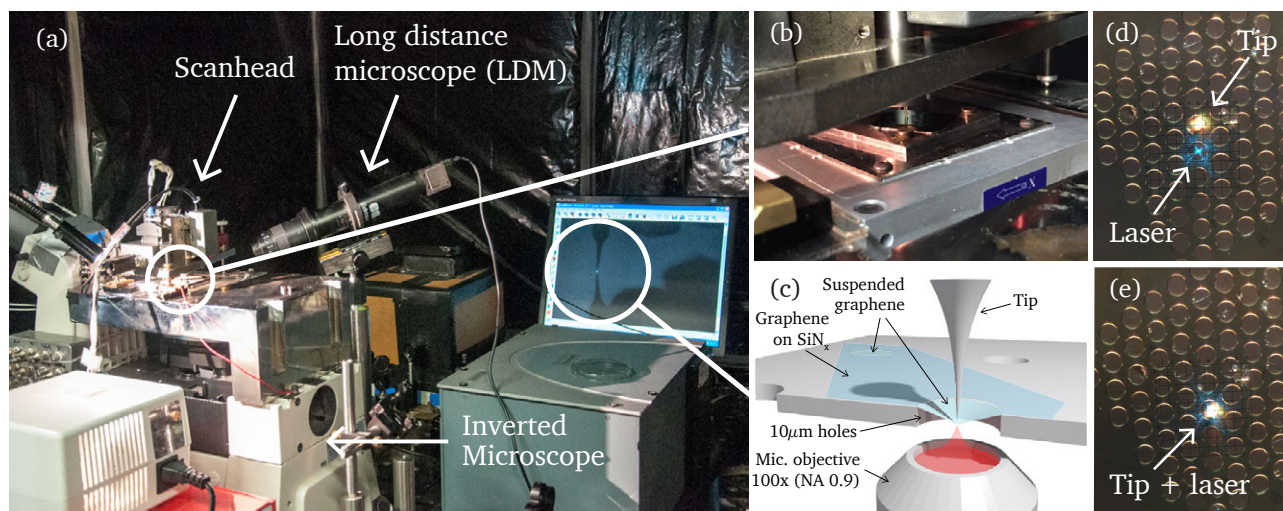 (a)
Scanhead
Long distance
microscope (LDM)
Inverted
Microscope
(b)
X
(c)
Suspended
graphene
Graphene
on SiNₓ
Tip
10μm holes
Mic. objective
100x (NA 0.9)
(d)
Tip
Laser
(e)
Tip + laser